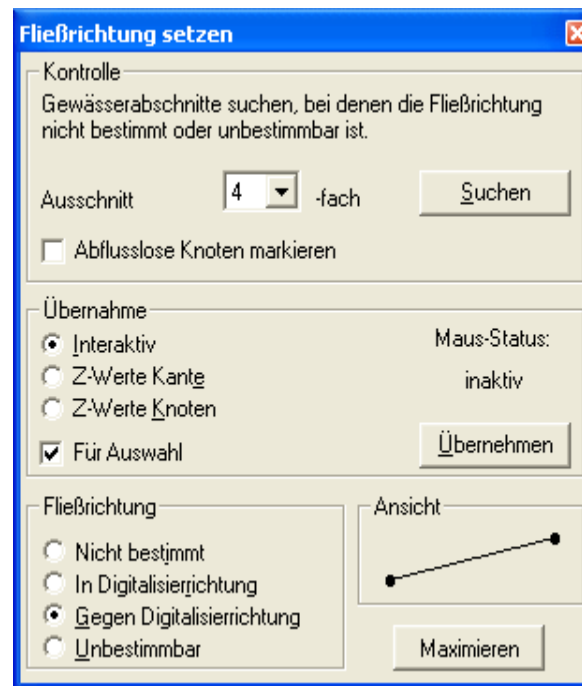 Fließrichtung setzen
Kontrolle
Gewässerabschnitte suchen, bei denen die Fließrichtung
nicht bestimmt oder unbestimmbar ist.
Ausschnitt 4 -fach Suchen
Abflusslose Knoten markieren
Übernahme
Interaktiv
Z-Werte Kante
Z-Werte Knoten
Für Auswahl
Maus-Status:
inaktiv
Übernehmen
Fließrichtung
Nicht bestimmt
In Digitalisierrichtung
Gegen Digitalisierrichtung
Unbestimmbar
Ansicht
Maximieren